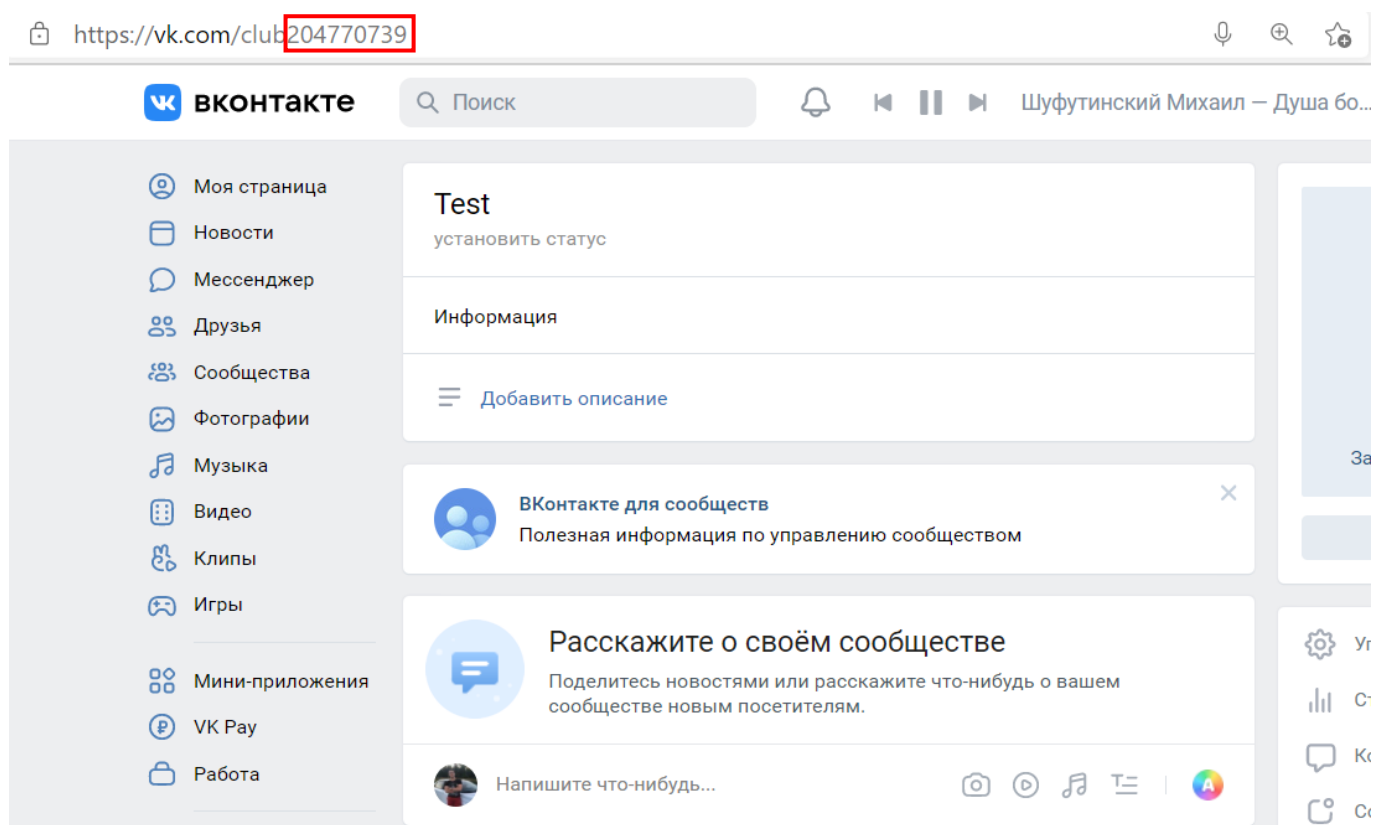 https://vk.com/club204770739
вконтакте
Поиск
Шуфутинский Михаил — Душа бо...
Моя страница
Новости
Мессенджер
Друзья
Сообщества
Фотографии
Музыка
Видео
Клипы
Игры
Мини-приложения
VK Pay
Работа
Test
установить статус
Информация
Добавить описание
ВКонтакте для сообществ
Полезная информация по управлению сообществом
Расскажите о своём сообществе
Поделитесь новостями или расскажите что-нибудь о вашем
сообществе новым посетителям.
Напишите что-нибудь...
За